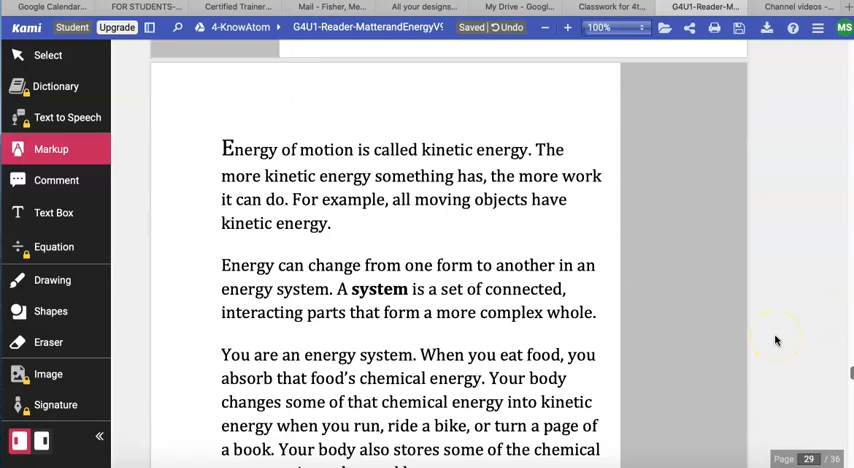 Google Calendar... FOR STUDENTS-... Certified Trainer... Mail - Fisher, Me... All your designs... My Drive - Googl... Classwork for 4t... G4U1-Reader-M... Channel videos -...
Kami Student Upgrade 4-KnowAtom > G4U1-Reader-MatterandEnergyV9 Saved Undo 100% MS
Select
Dictionary
Text to Speech
Markup
Comment
Text Box
Equation
Drawing
Shapes
Eraser
Image
Signature
Energy of motion is called kinetic energy. The
more kinetic energy something has, the more work
it can do. For example, all moving objects have
kinetic energy.
Energy can change from one form to another in an
energy system. A system is a set of connected,
interacting parts that form a more complex whole.
You are an energy system. When you eat food, you
absorb that food's chemical energy. Your body
changes some of that chemical energy into kinetic
energy when you run, ride a bike, or turn a page of
a book. Your body also stores some of the chemical
Page 29 / 36